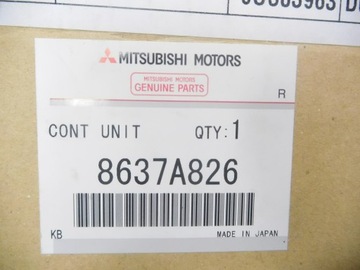 MITSUBISHI MOTORS
MITSUBISHI MOTORS
GENUINE PARTS
R
CONT UNIT QTY:1
8637A826
KB MADE IN JAPAN